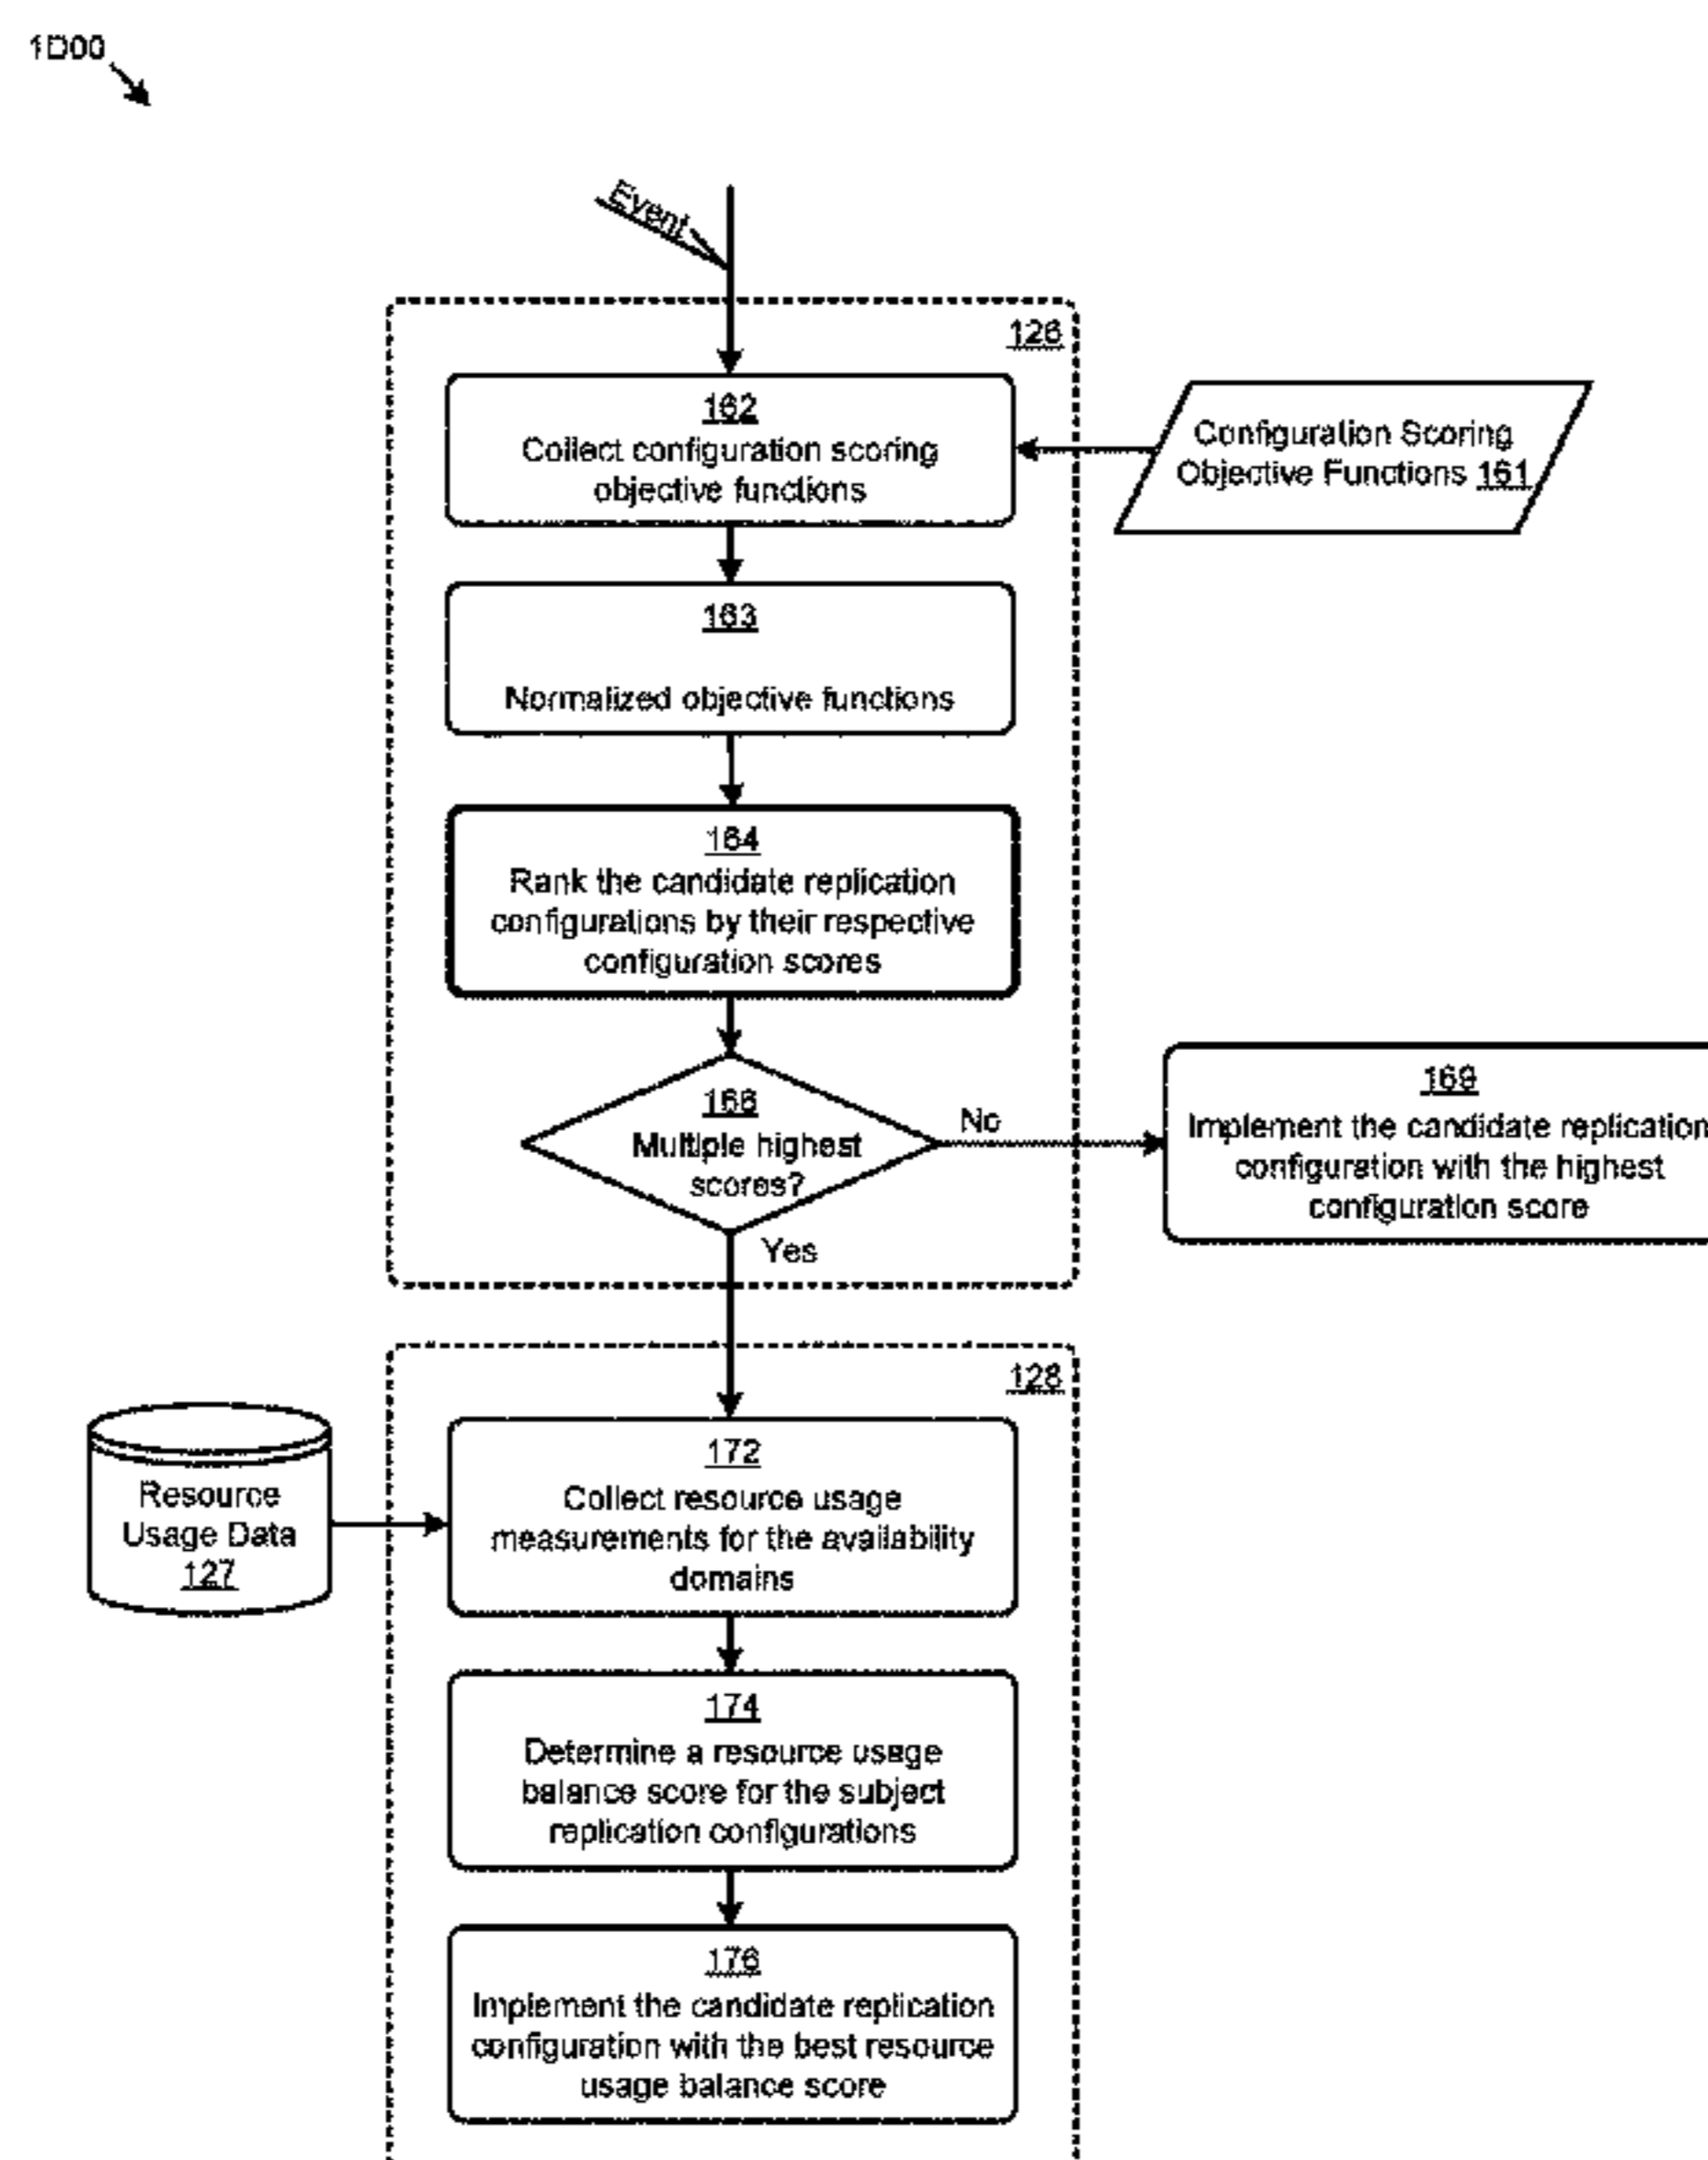 1D00
Event
126
162
Collect configuration scoring
objective functions
Configuration Scoring
Objective Functions 161
163
Normalized objective functions
164
Rank the candidate replication
configurations by their respective
configuration scores
166
Multiple highest
scores?
No
169
Implement the candidate replication
configuration with the highest
configuration score
Yes
128
172
Collect resource usage
measurements for the availability
domains
Resource
Usage Data
127
174
Determine a resource usage
balance score for the subject
replication configurations
176
Implement the candidate replication
configuration with the best resource
usage balance score